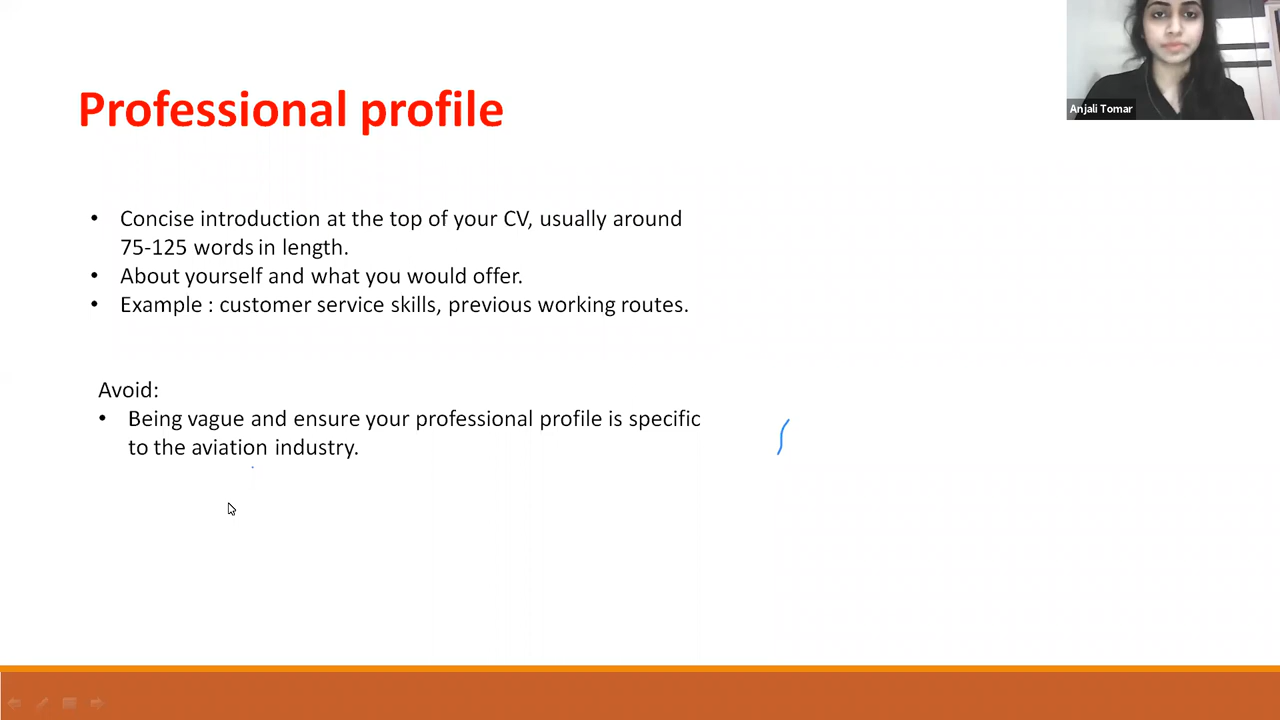 Anjali Tomar
Professional profile
• Concise introduction at the top of your CV, usually around
75-125 words in length.
• About yourself and what you would offer.
• Example : customer service skills, previous working routes.
Avoid:
• Being vague and ensure your professional profile is specific
to the aviation industry.